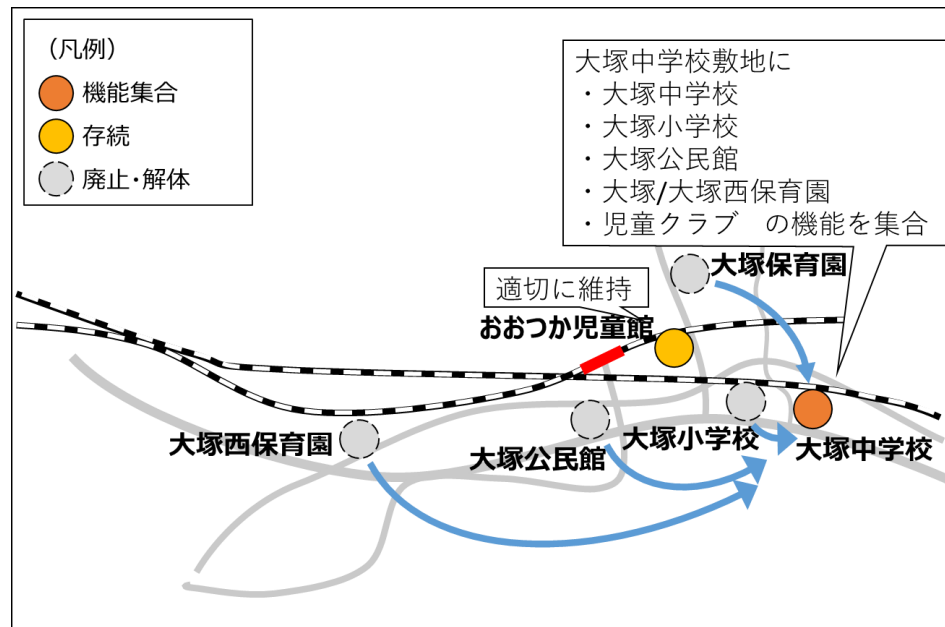 (凡例)
機能集合
存続
廃止・解体
大塚中学校敷地に
・大塚中学校
・大塚小学校
・大塚公民館
・大塚/大塚西保育園
・児童クラブ　の機能を集合
大塚保育園
適切に維持
おおつか児童館
大塚西保育園
大塚公民館
大塚小学校
大塚中学校